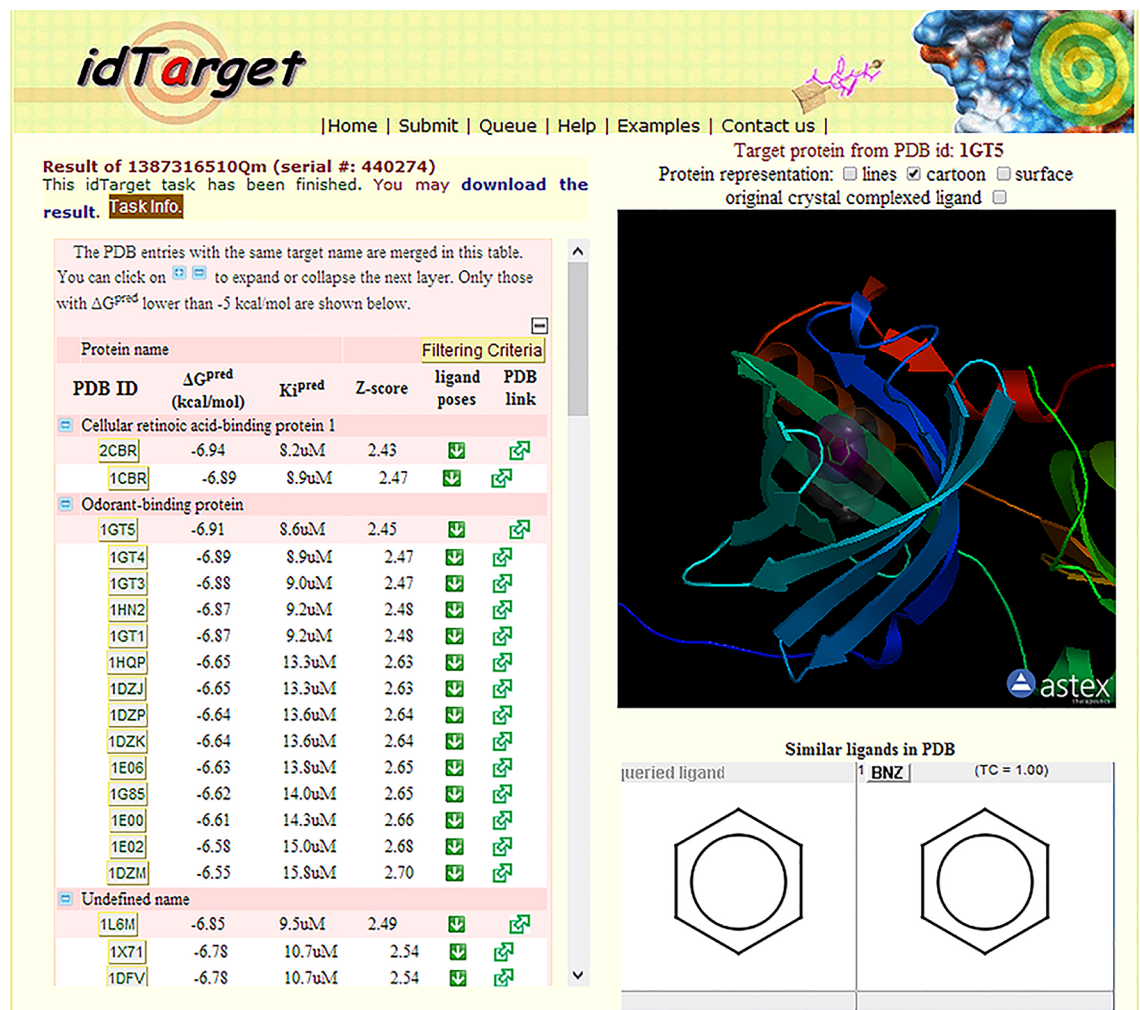 idTarget
|Home | Submit | Queue | Help | Examples | Contact us |
Result of 1387316510Qm (serial #: 440274)
This idTarget task has been finished. You may download the
result. Task Info.
The PDB entries with the same target name are merged in this table.
You can click on to expand or collapse the next layer. Only those
with ΔGpred lower than -5 kcal/mol are shown below.
Protein name Filtering Criteria
PDB ID ΔGpred (kcal/mol) Kipred Z-score ligand poses PDB link
Cellular retinoic acid-binding protein 1
2CBR -6.94 8.2uM 2.43
1CBR -6.89 8.9uM 2.47
Odorant-binding protein
1GT5 -6.91 8.6uM 2.45
1GT4 -6.89 8.9uM 2.47
1GT3 -6.88 9.0uM 2.47
1HN2 -6.87 9.2uM 2.48
1GT1 -6.87 9.2uM 2.48
1HQP -6.65 13.3uM 2.63
1DZJ -6.65 13.3uM 2.63
1DZP -6.64 13.6uM 2.64
1DZK -6.64 13.6uM 2.64
1E06 -6.63 13.8uM 2.65
1G85 -6.62 14.0uM 2.65
1E00 -6.61 14.3uM 2.66
1E02 -6.58 15.0uM 2.68
1DZM -6.55 15.8uM 2.70
Undefined name
1L6M -6.85 9.5uM 2.49
1X71 -6.78 10.7uM 2.54
1DFV -6.78 10.7uM 2.54
Target protein from PDB id: 1GT5
Protein representation: lines cartoon surface
original crystal complexed ligand
astex
therapeutics
Similar ligands in PDB
queried ligand 1 BNZ (TC = 1.00)